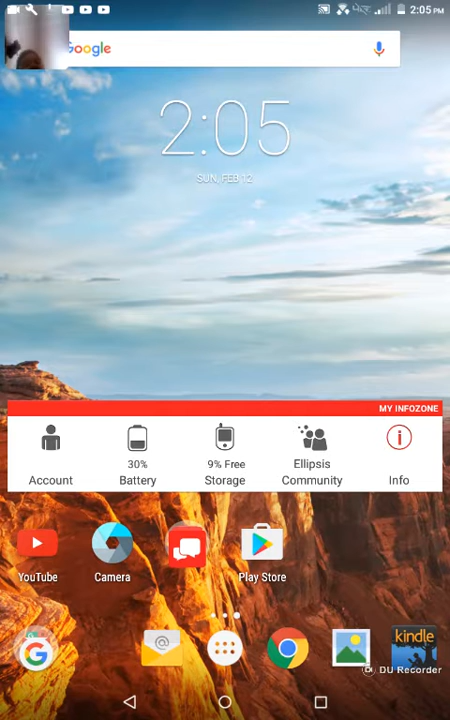 2:05 PM
Google
2:05
SUN, FEB 12
MY INFOZONE
30%
9% Free
Ellipsis
Account
Battery
Storage
Community
Info
YouTube
Camera
Play Store
kindle
DU Recorder